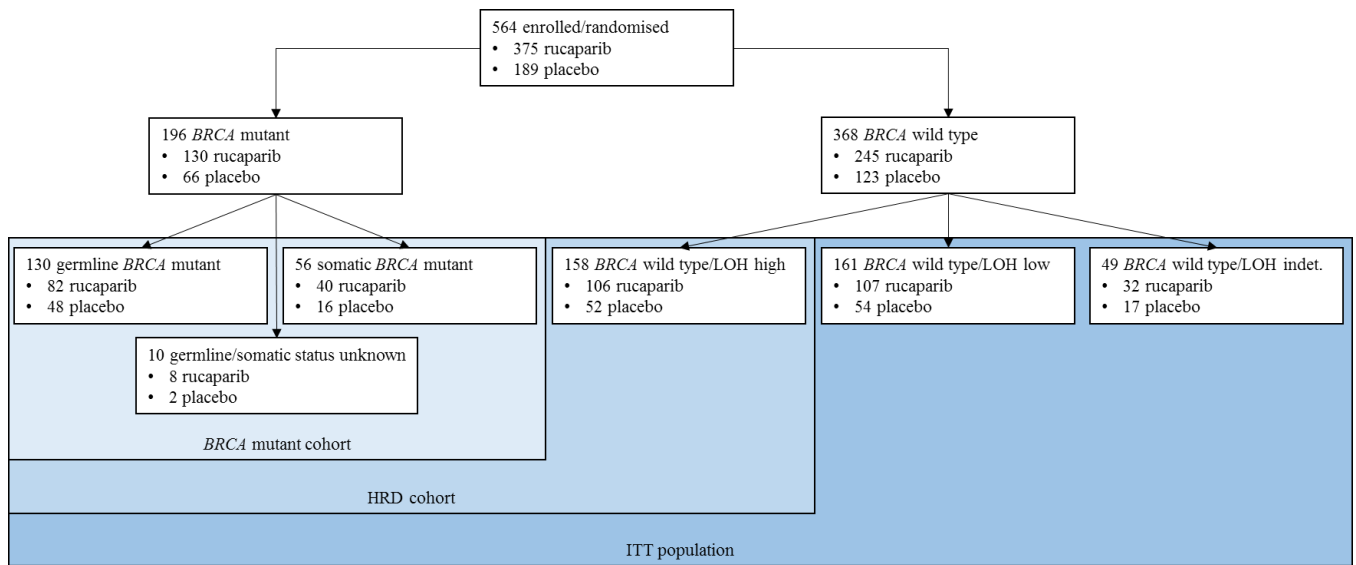 564 enrolled/randomised
• 375 rucaparib
• 189 placebo
196 BRCA mutant
• 130 rucaparib
• 66 placebo
368 BRCA wild type
• 245 rucaparib
• 123 placebo
130 germline BRCA mutant
• 82 rucaparib
• 48 placebo
56 somatic BRCA mutant
• 40 rucaparib
• 16 placebo
158 BRCA wild type/LOH high
• 106 rucaparib
• 52 placebo
161 BRCA wild type/LOH low
• 107 rucaparib
• 54 placebo
49 BRCA wild type/LOH indet.
• 32 rucaparib
• 17 placebo
10 germline/somatic status unknown
• 8 rucaparib
• 2 placebo
BRCA mutant cohort
HRD cohort
ITT population